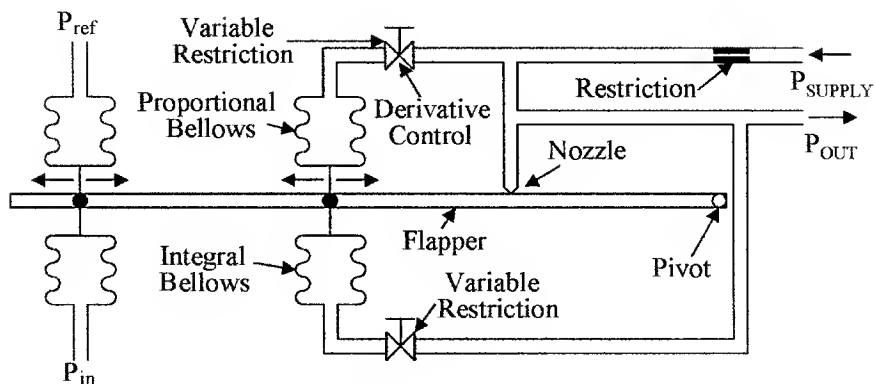 P_ref
Variable
Restriction
Proportional
Bellows
Derivative
Control
Restriction
P_SUPPLY
P_OUT
Nozzle
Flapper
Pivot
Integral
Bellows
Variable
Restriction
P_in